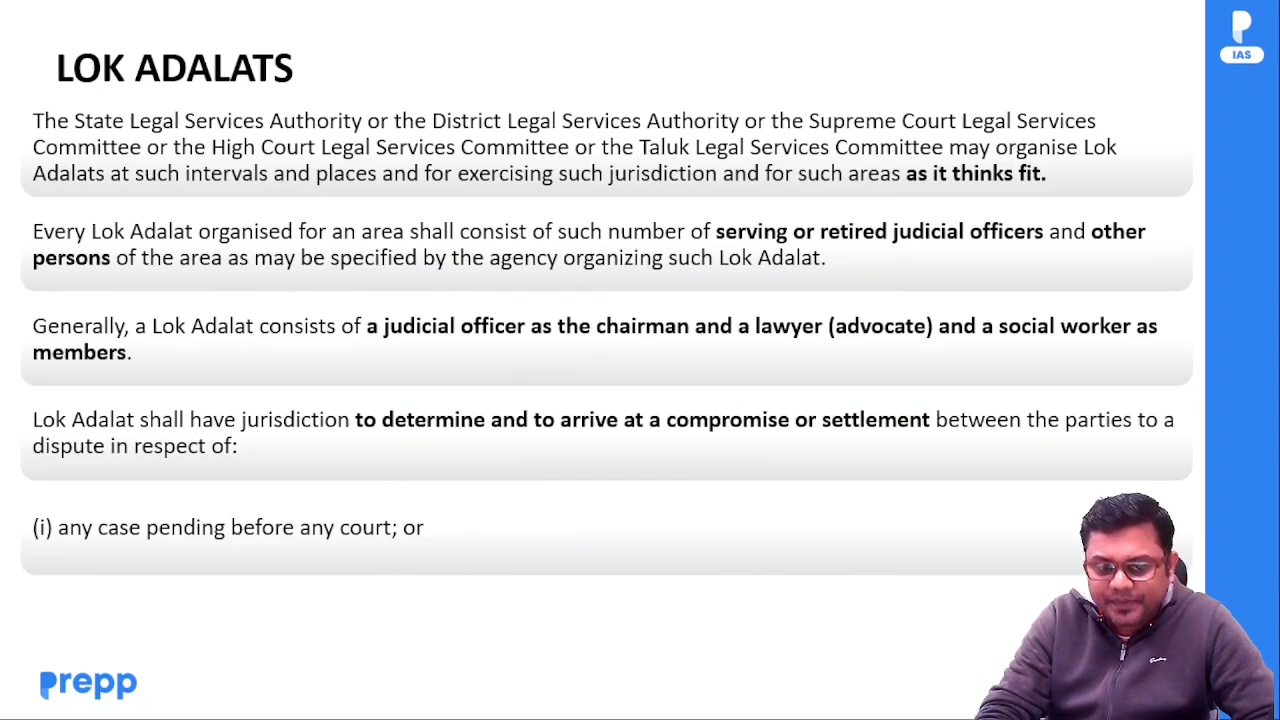 LOK ADALATS
IAS
The State Legal Services Authority or the District Legal Services Authority or the Supreme Court Legal Services
Committee or the High Court Legal Services Committee or the Taluk Legal Services Committee may organise Lok
Adalats at such intervals and places and for exercising such jurisdiction and for such areas as it thinks fit.
Every Lok Adalat organised for an area shall consist of such number of serving or retired judicial officers and other
persons of the area as may be specified by the agency organizing such Lok Adalat.
Generally, a Lok Adalat consists of a judicial officer as the chairman and a lawyer (advocate) and a social worker as
members.
Lok Adalat shall have jurisdiction to determine and to arrive at a compromise or settlement between the parties to a
dispute in respect of:
(i) any case pending before any court; or
prepp